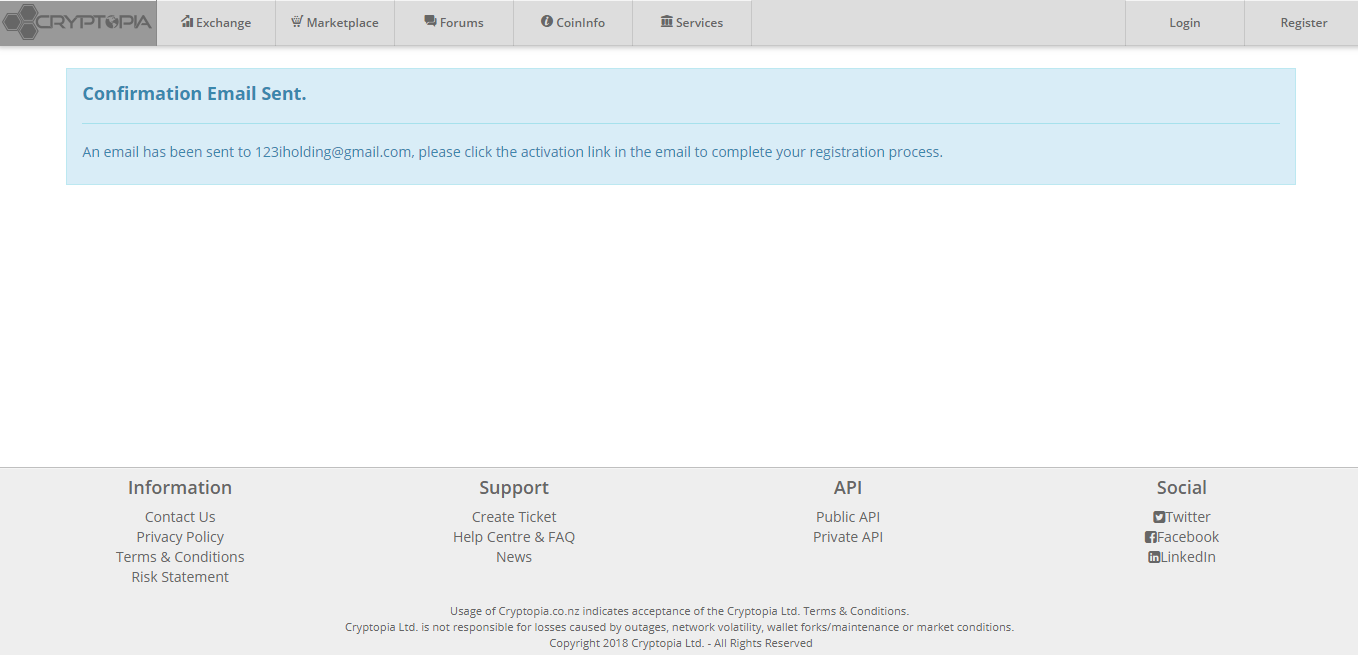 CRYPTOPIA Exchange Marketplace Forums CoinInfo Services Login Register
Confirmation Email Sent.
An email has been sent to 123iholding@gmail.com, please click the activation link in the email to complete your registration process.
Information Support API Social
Contact Us Create Ticket Public API Twitter
Privacy Policy Help Centre & FAQ Private API Facebook
Terms & Conditions News LinkedIn
Risk Statement
Usage of Cryptopia.co.nz indicates acceptance of the Cryptopia Ltd. Terms & Conditions.
Cryptopia Ltd. is not responsible for losses caused by outages, network volatility, wallet forks/maintenance or market conditions.
Copyright 2018 Cryptopia Ltd. - All Rights Reserved